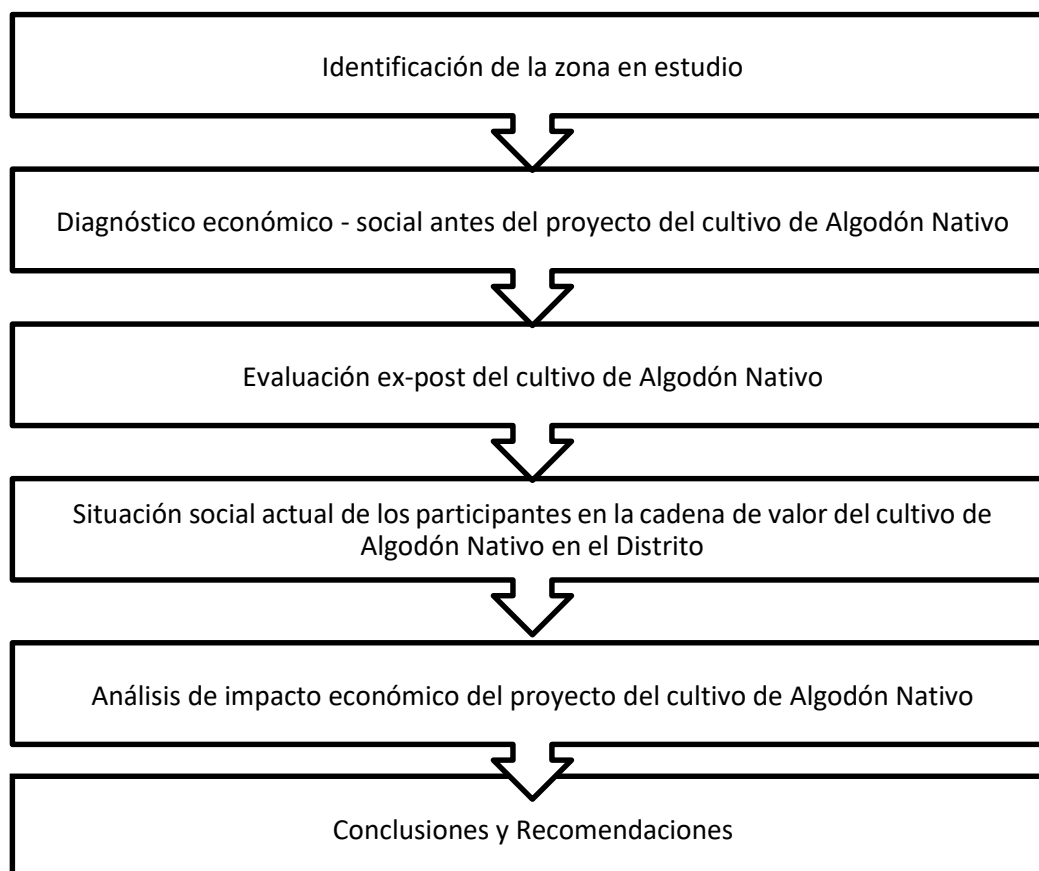 Identificación de la zona en estudio
Diagnóstico económico - social antes del proyecto del cultivo de Algodón Nativo
Evaluación ex-post del cultivo de Algodón Nativo
Situación social actual de los participantes en la cadena de valor del cultivo de
Algodón Nativo en el Distrito
Análisis de impacto económico del proyecto del cultivo de Algodón Nativo
Conclusiones y Recomendaciones